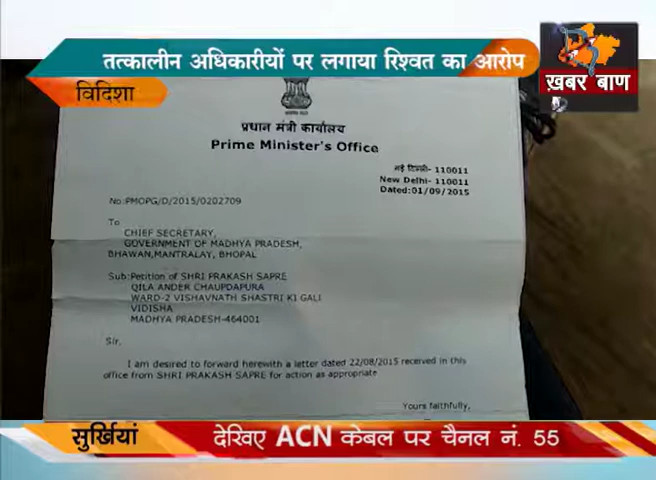 तत्कालीन अधिकारीयों पर लगाया रिश्वत का आरोप
विदिशा
ख़बर बाण
प्रधान मंत्री कार्यालय
Prime Minister's Office
नई दिल्ली- 110011
New Delhi- 110011
Dated:01/09/2015
No:PMOPG/D/2015/0202709
To
CHIEF SECRETARY,
GOVERNMENT OF MADHYA PRADESH,
BHAWAN,MANTRALAY, BHOPAL
Sub:Petition of SHRI PRAKASH SAPRE
QILA ANDER CHAUPDAPURA
WARD-2 VISHAVNATH SHASTRI KI GALI
VIDISHA
MADHYA PRADESH-464001
Sir,
I am desired to forward herewith a letter dated 22/08/2015 received in this
office from SHRI PRAKASH SAPRE for action as appropriate
Yours faithfully,
सुर्खियां
देखिए ACN केबल पर चैनल नं. 55